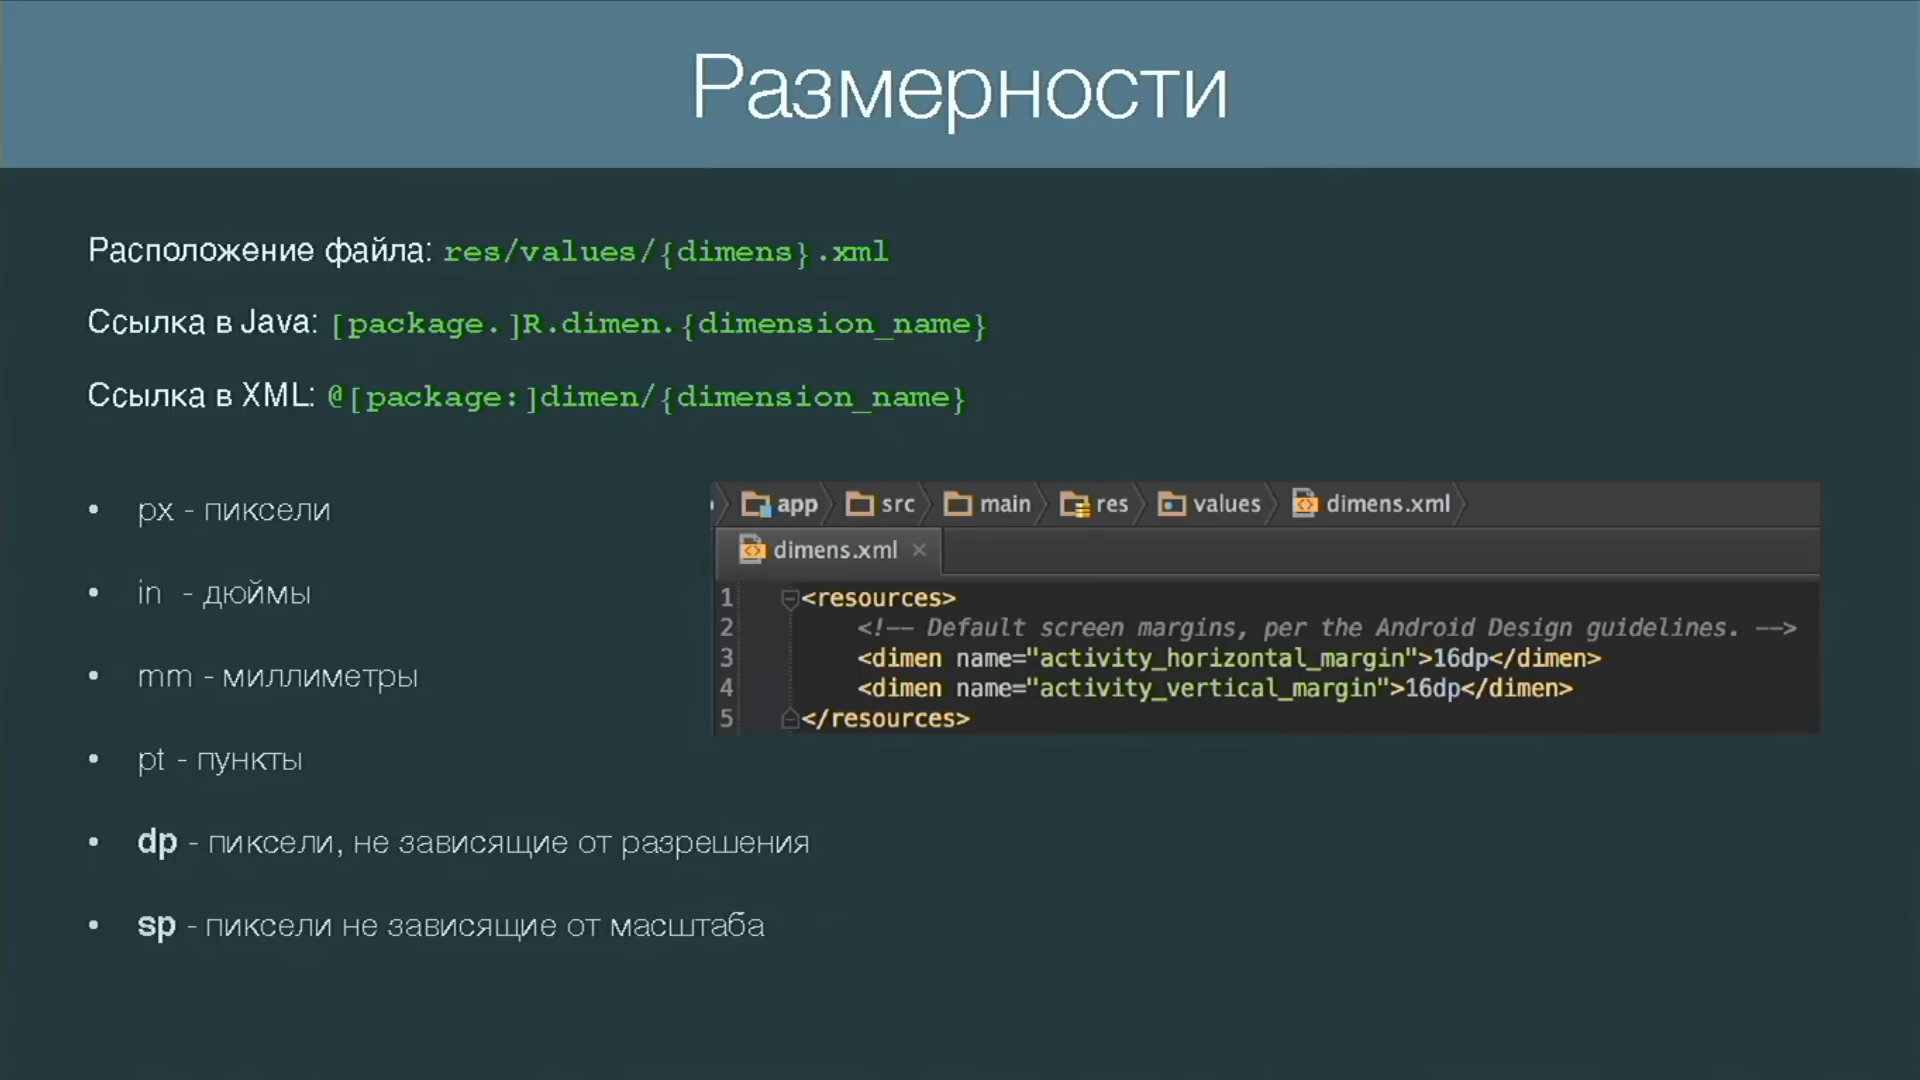 Размерности
Расположение файла: res/values/{dimens}.xml
Ссылка в Java: [package.]R.dimen.{dimension_name}
Ссылка в XML: @[package:]dimen/{dimension_name}
• px - пиксели
• in - дюймы
• mm - миллиметры
• pt - пункты
• dp - пиксели, не зависящие от разрешения
• sp - пиксели не зависящие от масштаба
app src main res values dimens.xml
dimens.xml ×
1 <resources>
2 <!-- Default screen margins, per the Android Design guidelines. -->
3 <dimen name="activity_horizontal_margin">16dp</dimen>
4 <dimen name="activity_vertical_margin">16dp</dimen>
5 </resources>